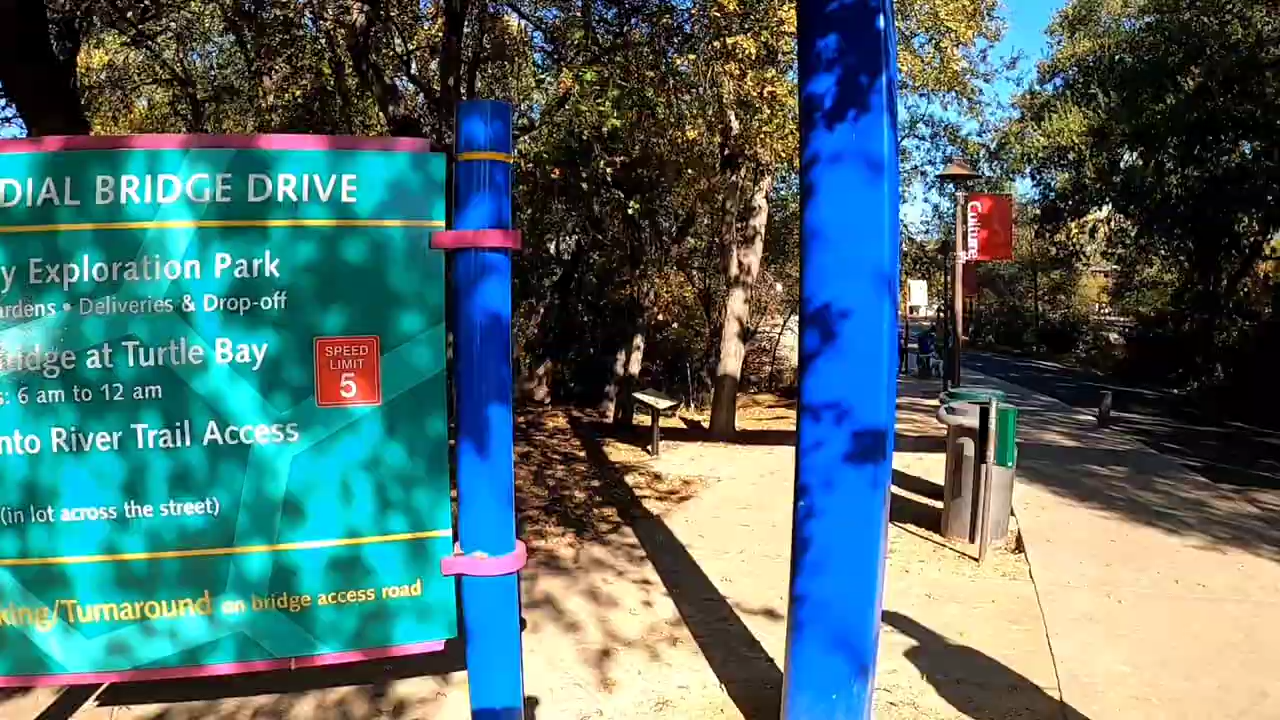 DIAL BRIDGE DRIVE
y Exploration Park
ardens • Deliveries & Drop-off
ridge at Turtle Bay
s: 6 am to 12 am
nto River Trail Access
(in lot across the street)
king/Turnaround on bridge access road
SPEED
LIMIT
5
Culture